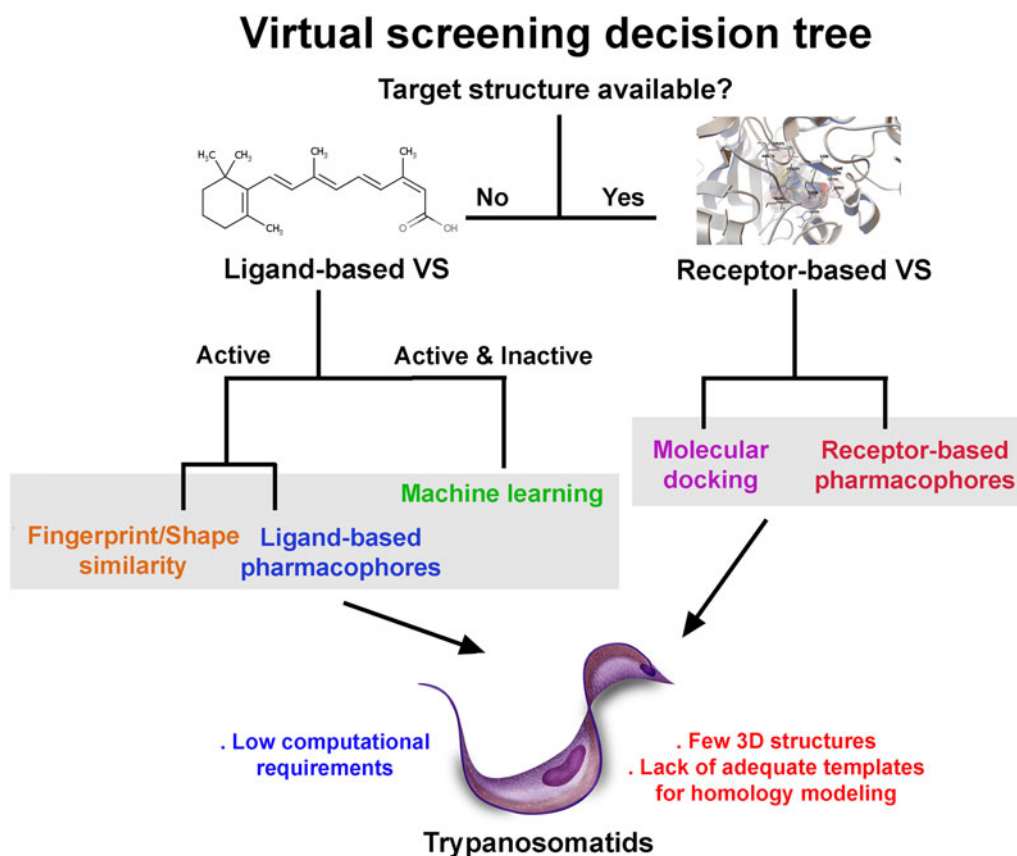 Virtual screening decision tree
Target structure available?
H₃C
CH₃
CH₃
CH₃
No
Yes
CH₃
O
OH
Ligand-based VS
Receptor-based VS
Active
Active & Inactive
Molecular
docking
Receptor-based
pharmacophores
Machine learning
Fingerprint/Shape
similarity
Ligand-based
pharmacophores
. Low computational
requirements
. Few 3D structures
. Lack of adequate templates
for homology modeling
Trypanosomatids